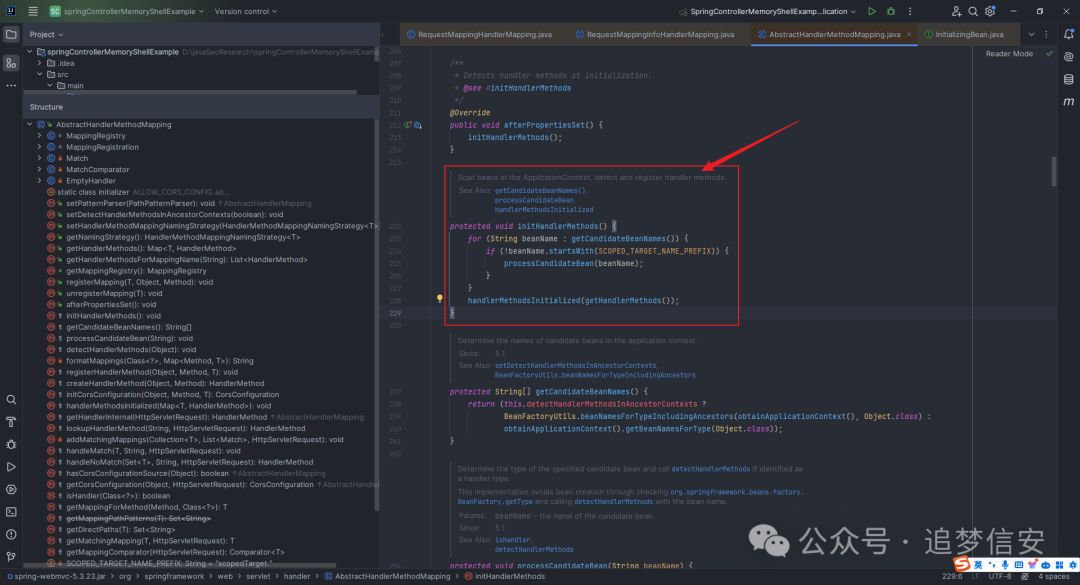 SC springControllerMemoryShellExample
Version control
SpringControllerMemoryShellExamp...lication
Project
springControllerMemoryShellExample D:\javaSecResearch\springControllerMemoryShellExam
.idea
src
main
Structure
AbstractHandlerMethodMapping
MappingRegistry
MappingRegistration
Match
MatchComparator
EmptyHandler
static class initializer ALLOW_CORS_CONFIG ad...
setPatternParser(PathPatternParser): void ↑AbstractHandlerMapping
setDetectHandlerMethodsInAncestorContexts(boolean): void
setHandlerMethodMappingNamingStrategy(HandlerMethodMappingNamingStrategy<T>
getNamingStrategy(): HandlerMethodMappingNamingStrategy<T>
getHandlerMethods(): Map<T, HandlerMethod>
getHandlerMethodsForMappingName(String): List<HandlerMethod>
getMappingRegistry(): MappingRegistry
registerMapping(T, Object, Method): void
unregisterMapping(T): void
afterPropertiesSet(): void
initHandlerMethods(): void
getCandidateBeanNames(): String[]
processCandidateBean(String): void
detectHandlerMethods(Object): void
formatMappings(Class<?>, Map<Method, T>): String
registerHandlerMethod(Object, Method, T): void
createHandlerMethod(Object, Method): HandlerMethod
initCorsConfiguration(Object, Method, T): CorsConfiguration
handlerMethodsInitialized(Map<T, HandlerMethod>): void
getHandlerInternal(HttpServletRequest): HandlerMethod ↑AbstractHandlerMapping
lookupHandlerMethod(String, HttpServletRequest): HandlerMethod
addMatchingMappings(Collection<T>, List<Match>, HttpServletRequest): void
handleMatch(T, String, HttpServletRequest): void
handleNoMatch(Set<T>, String, HttpServletRequest): HandlerMethod
hasCorsConfigurationSource(Object): boolean ↑AbstractHandlerMapping
getCorsConfiguration(Object, HttpServletRequest): CorsConfiguration ↑AbstractHandler
isHandler(Class<?>): boolean
getMappingForMethod(Method, Class<?>): T
getMappingPathPatterns(T): Set<String>
getDirectPaths(T): Set<String>
getMatchingMapping(T, HttpServletRequest): T
getMappingComparator(HttpServletRequest): Comparator<T>
SCOPED_TARGET_NAME_PREFIX: String = "scopedTarget."
RequestMappingHandlerMapping.java
RequestMappingInfoHandlerMapping.java
AbstractHandlerMethodMapping.java
InitializingBean.java
Reader Mode
206
207 /**
208 * Detects handler methods at initialization.
209 * @see #initHandlerMethods
210 */
211 @Override
212 public void afterPropertiesSet() {
213 initHandlerMethods();
214 }
215
Scan beans in the ApplicationContext, detect and register handler methods.
See Also: getCandidateBeanNames(),
processCandidateBean,
handlerMethodsInitialized
222 protected void initHandlerMethods() {
223 for (String beanName : getCandidateBeanNames()) {
224 if (!beanName.startsWith(SCOPED_TARGET_NAME_PREFIX)) {
225 processCandidateBean(beanName);
226 }
227 }
228 handlerMethodsInitialized(getHandlerMethods());
229 }
230
Determine the names of candidate beans in the application context.
Since: 5.1
See Also: setDetectHandlerMethodsInAncestorContexts,
BeanFactoryUtils.beanNamesForTypeIncludingAncestors
237 protected String[] getCandidateBeanNames() {
238 return (this.detectHandlerMethodsInAncestorContexts ?
239 BeanFactoryUtils.beanNamesForTypeIncludingAncestors(obtainApplicationContext(), Object.class) :
240 obtainApplicationContext().getBeanNamesForType(Object.class));
241 }
242
Determine the type of the specified candidate bean and call detectHandlerMethods if identified as
a handler type.
This implementation avoids bean creation through checking org.springframework.beans.factory.
BeanFactory.getType and calling detectHandlerMethods with the bean name.
Params: beanName – the name of the candidate bean
Since: 5.1
See Also: isHandler,
detectHandlerMethods
protected void processCandidateBean(String beanName) {
公众号 · 追梦信安
spring-webmvc-5.3.23.jar > org > springframework > web > servlet > handler > AbstractHandlerMethodMapping > initHandlerMethods
229:6 LF UTF-8 4 spaces